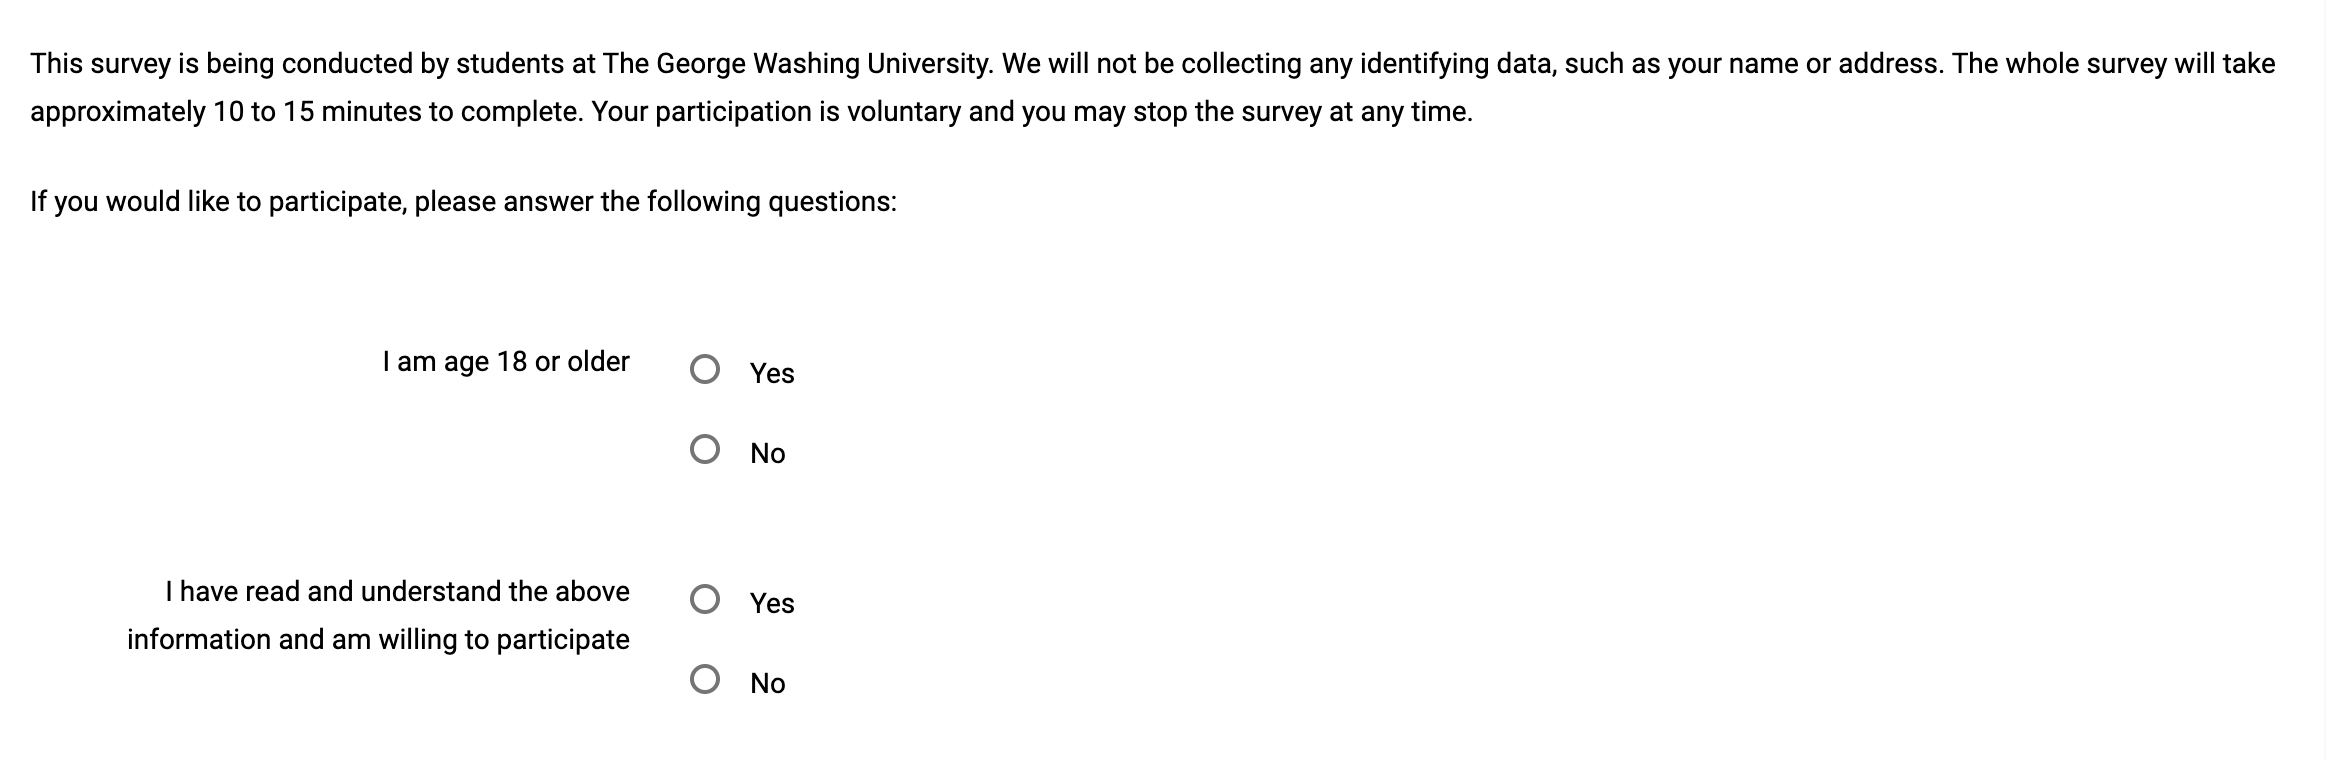 This survey is being conducted by students at The George Washing University. We will not be collecting any identifying data, such as your name or address. The whole survey will take
approximately 10 to 15 minutes to complete. Your participation is voluntary and you may stop the survey at any time.
If you would like to participate, please answer the following questions:
I am age 18 or older
Yes
No
I have read and understand the above
information and am willing to participate
Yes
No